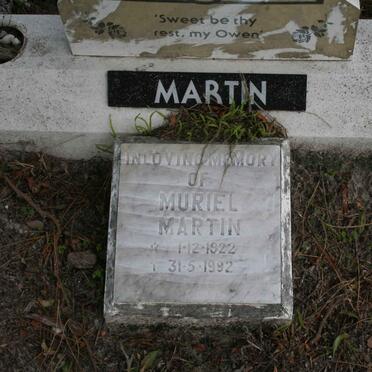 'Sweet be thy
rest, my Owen'
MARTIN
IN LOVING MEMORY
OF
MURIEL
MARTIN
* 1-12-1922
† 31-5-1992